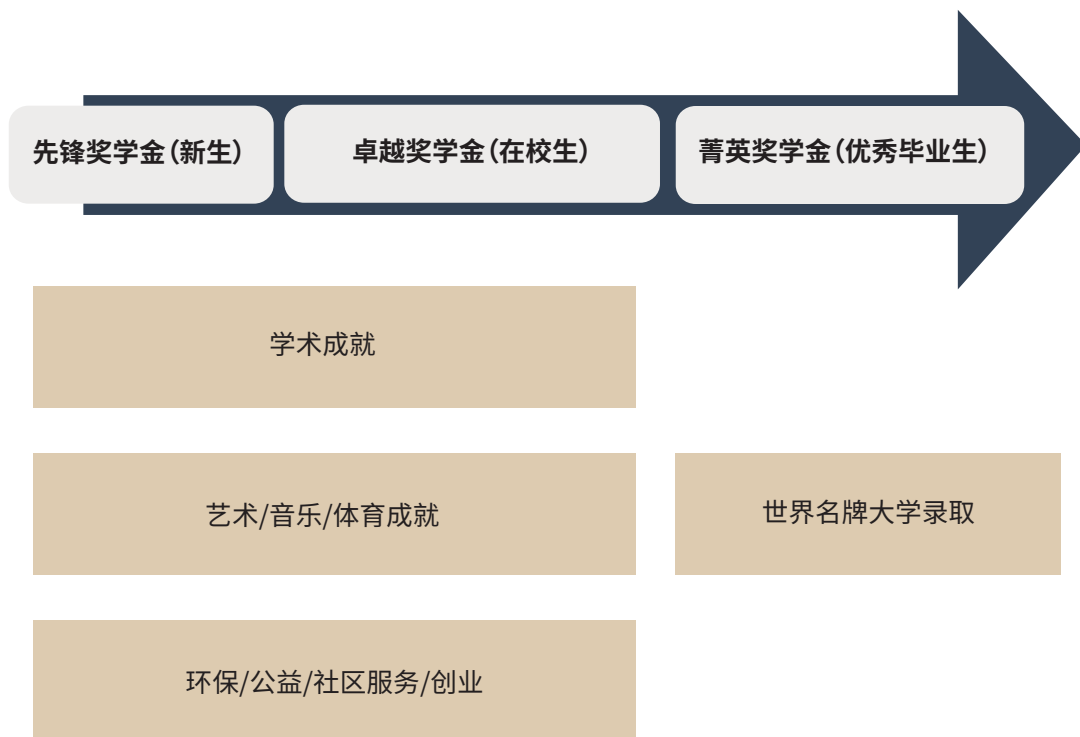 先锋奖学金(新生)
卓越奖学金(在校生)
菁英奖学金(优秀毕业生)
学术成就
艺术/音乐/体育成就
世界名牌大学录取
环保/公益/社区服务/创业